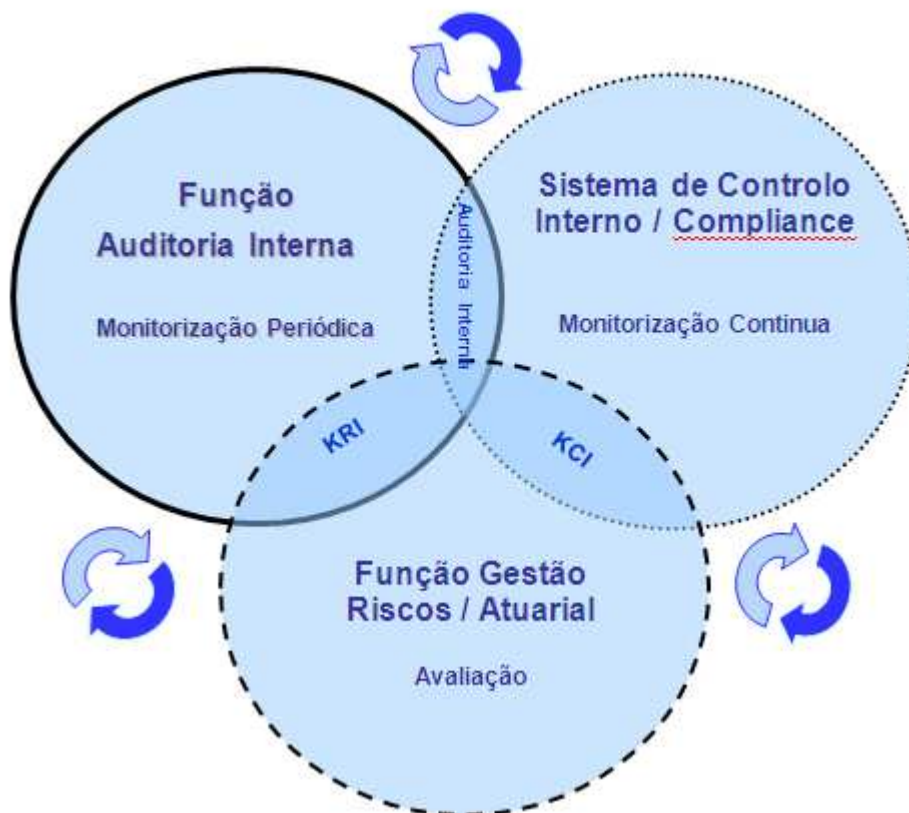 Função
Auditoria Interna
Monitorização Periódica
Auditoria Interna
Sistema de Controlo
Interno / Compliance
Monitorização Continua
KRI
KCI
Função Gestão
Riscos / Atuarial
Avaliação